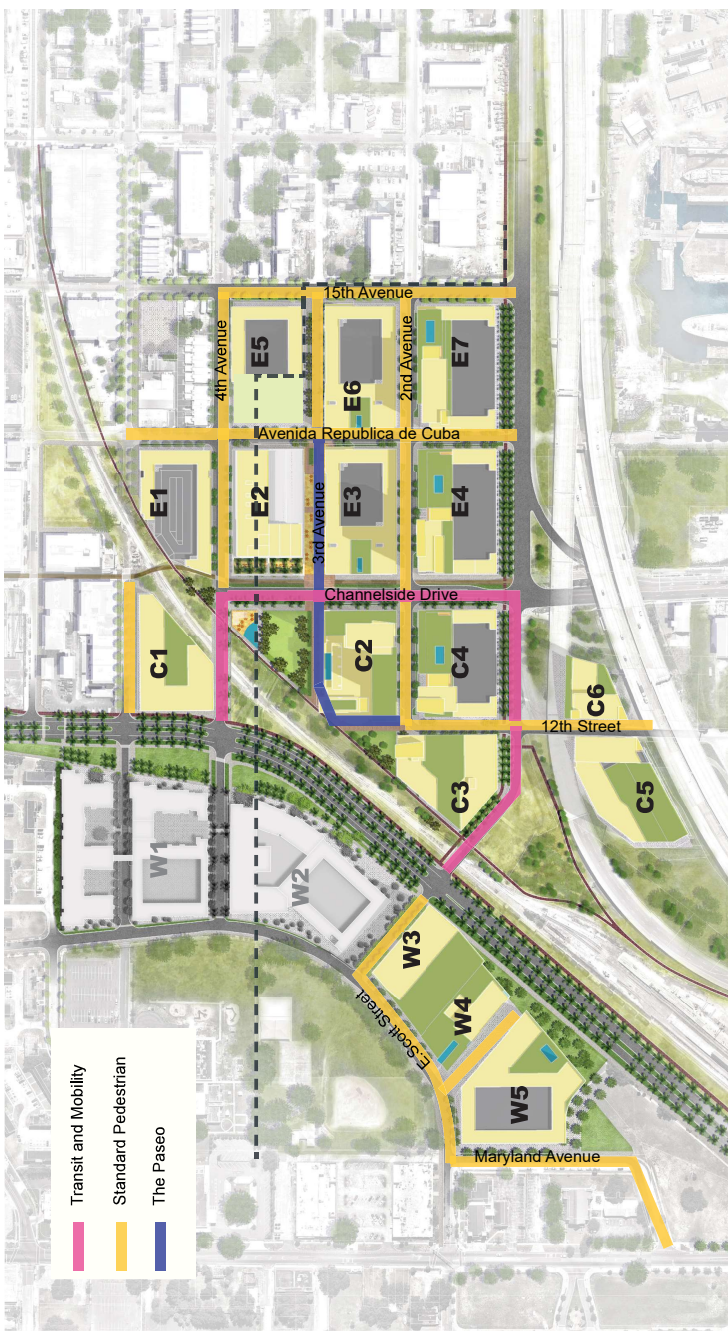 15th Avenue
4th Avenue
E5
E6
2nd Avenue
E7
Avenida Republica de Cuba
E1
E2
3rd Avenue
E3
E4
Channelside Drive
C1
C2
C4
C6
12th Street
C3
C5
W1
W2
W3
W4
E.Scott Street
W5
Maryland Avenue
Transit and Mobility
Standard Pedestrian
The Paseo